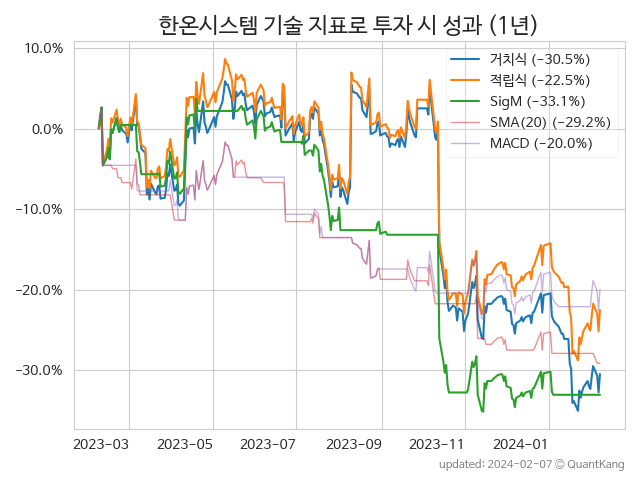 한온시스템 기술 지표로 투자 시 성과 (1년)
10.0%
0.0%
−10.0%
−20.0%
−30.0%
거치식 (−30.5%)
적립식 (−22.5%)
SigM (−33.1%)
SMA(20) (−29.2%)
MACD (−20.0%)
2023−03 2023−05 2023−07 2023−09 2023−11 2024−01
updated: 2024−02−07 © QuantKang